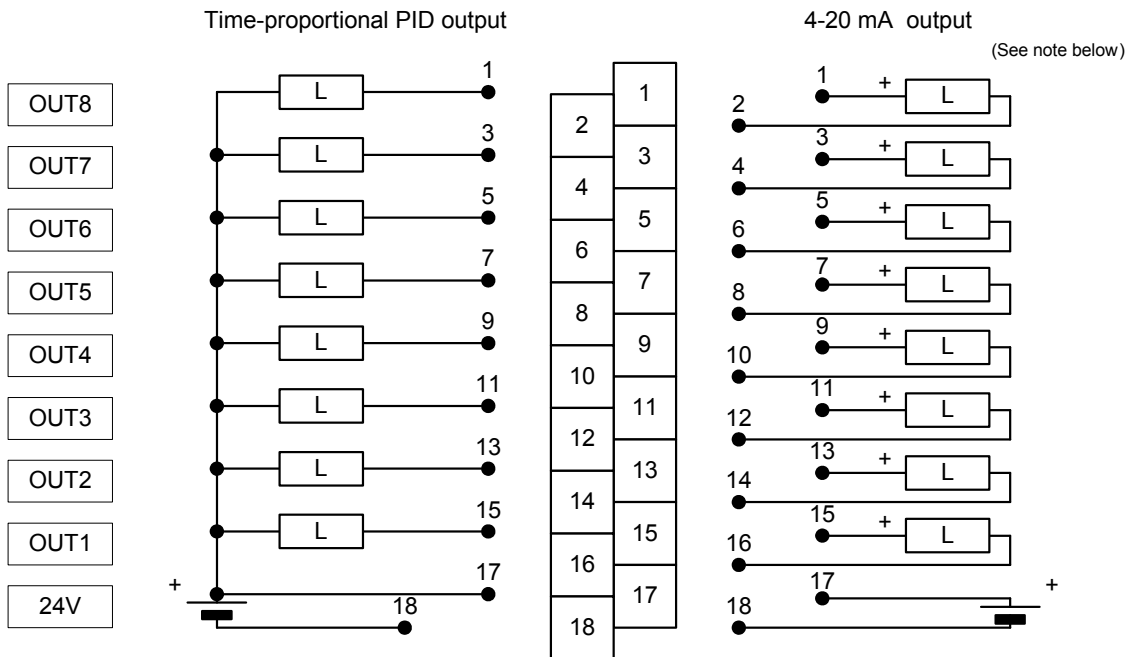 Time-proportional PID output
4-20 mA output
(See note below)
OUT8
OUT7
OUT6
OUT5
OUT4
OUT3
OUT2
OUT1
24V
L 1
L 3
L 5
L 7
L 9
L 11
L 13
L 15
+ 17
18
1
2
3
4
5
6
7
8
9
10
11
12
13
14
15
16
17
18
1 + L
2
3 + L
4
5 + L
6
7 + L
8
9 + L
10
11 + L
12
13 + L
14
15 + L
16
17 +
18